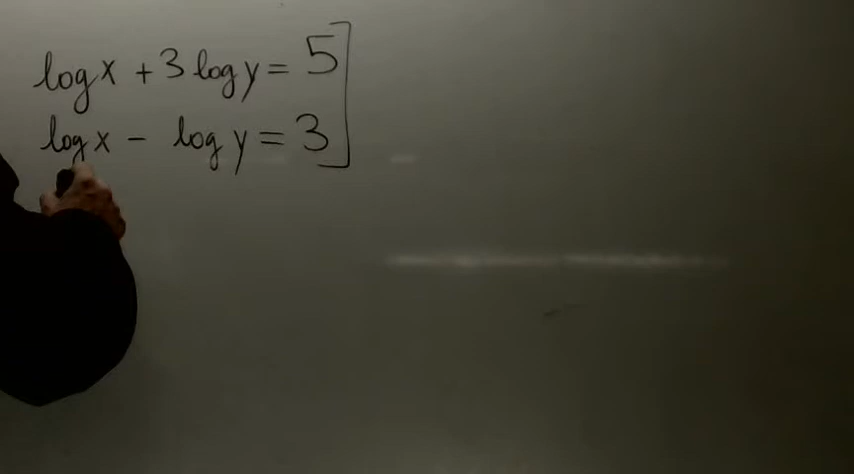 log x + 3 log y = 5
log x - log y = 3